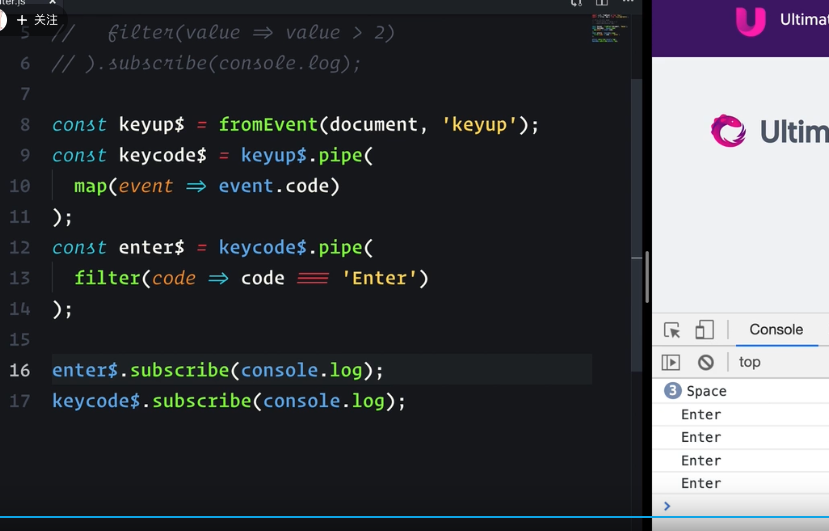 ter.js
+ 关注
5 //   filter(value => value > 2)
6 // ).subscribe(console.log);
7
8 const keyup$ = fromEvent(document, 'keyup');
9 const keycode$ = keyup$.pipe(
10   map(event => event.code)
11 );
12 const enter$ = keycode$.pipe(
13   filter(code => code === 'Enter')
14 );
15
16 enter$.subscribe(console.log);
17 keycode$.subscribe(console.log);
Ultimat
Ultim
Console
top
3 Space
Enter
Enter
Enter
Enter
>